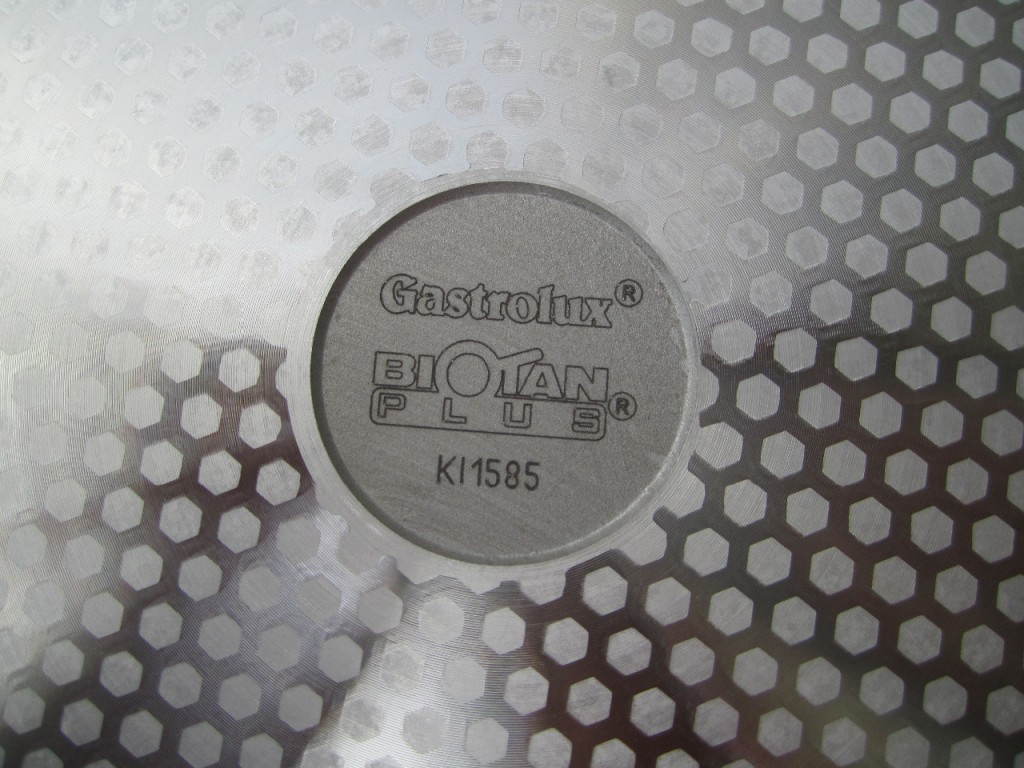 Gastrolux®
BIOTAN
PLUS®
KI1585